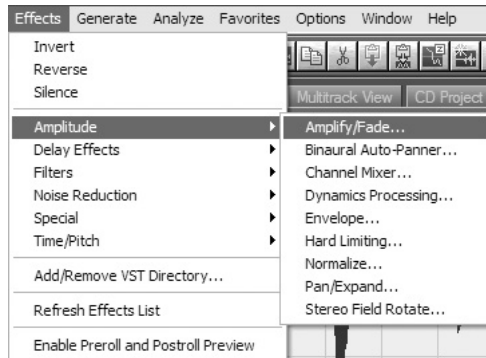 Effects Generate Analyze Favorites Options Window Help
Invert
Reverse
Silence
Multitrack View CD Project
Amplitude
Delay Effects
Filters
Noise Reduction
Special
Time/Pitch
Add/Remove VST Directory...
Refresh Effects List
Enable Preroll and Postroll Preview
Amplify/Fade...
Binaural Auto-Panner...
Channel Mixer...
Dynamics Processing...
Envelope...
Hard Limiting...
Normalize...
Pan/Expand...
Stereo Field Rotate...